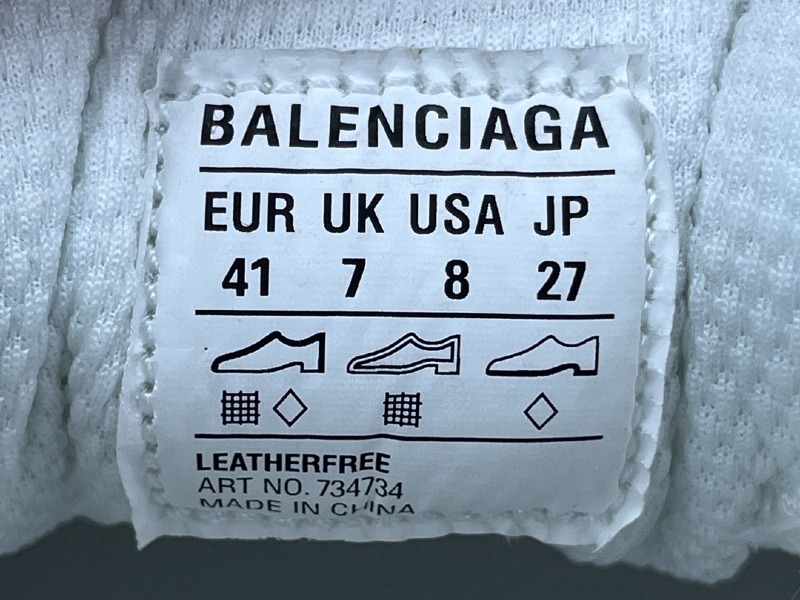 BALENCIAGA
EUR UK USA JP
41 7 8 27
LEATHERFREE
ART NO. 734734
MADE IN CHINA